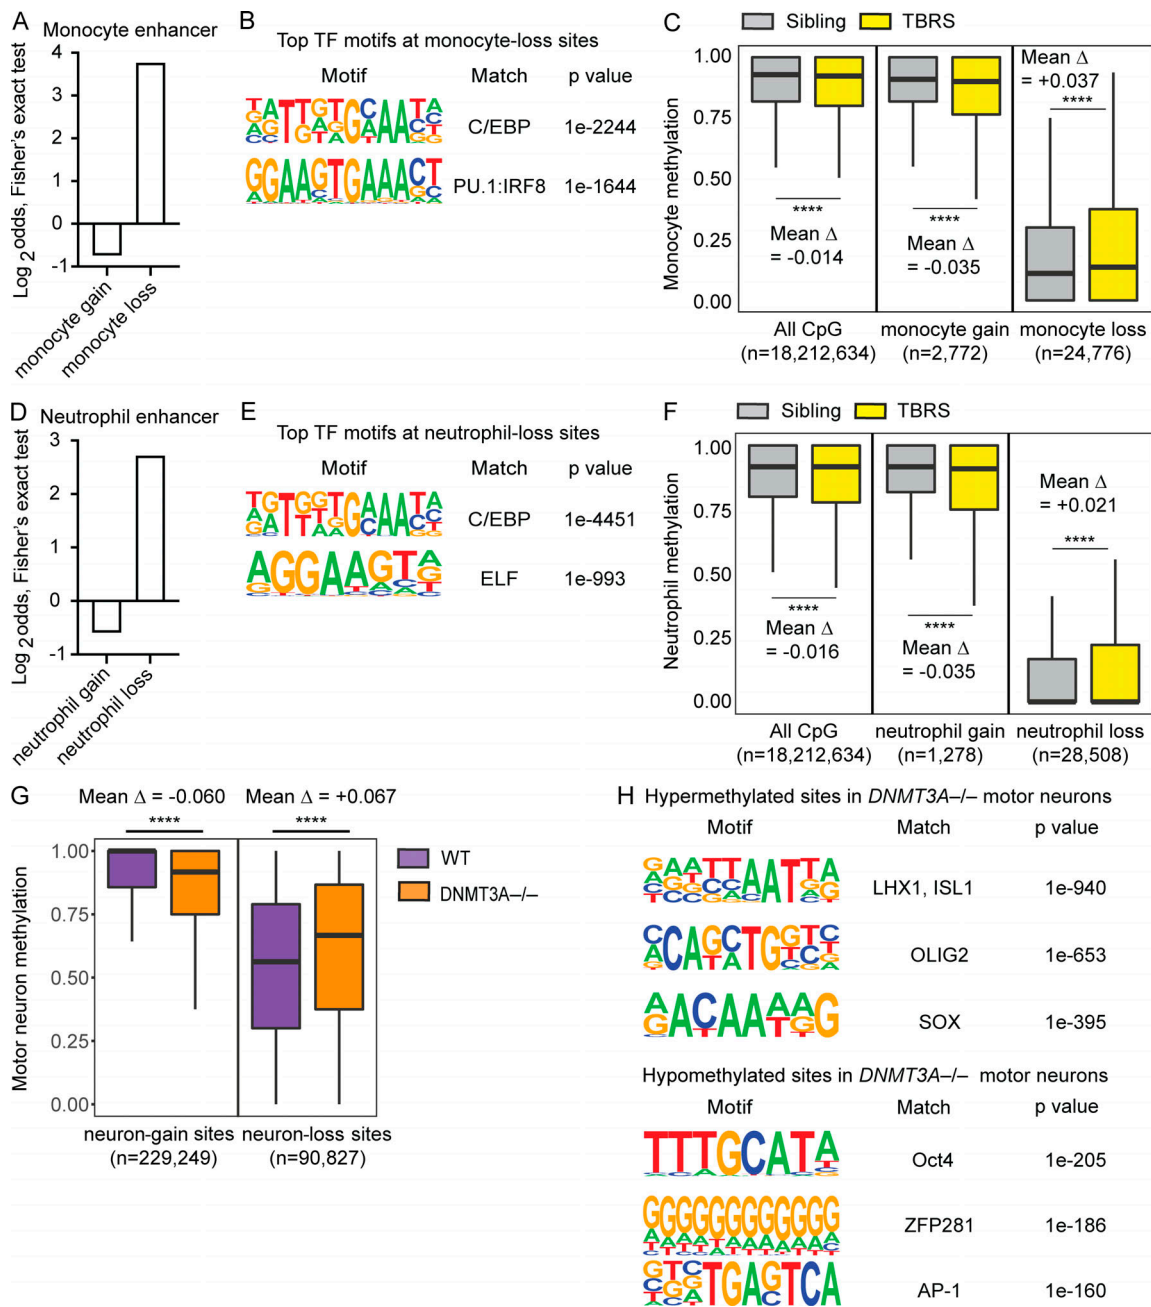 A
Monocyte enhancer
Log 2 odds, Fisher's exact test
4
3
2
1
0
-1
monocyte gain
monocyte loss
B
Top TF motifs at monocyte-loss sites
Motif
Match
p value
C/EBP
1e-2244
PU.1:IRF8
1e-1644
C
Sibling
TBRS
Monocyte methylation
1.00
0.75
0.50
0.25
0.00
****
Mean Δ
= -0.014
****
Mean Δ
= -0.035
Mean Δ
= +0.037
****
All CpG
(n=18,212,634)
monocyte gain
(n=2,772)
monocyte loss
(n=24,776)
D
Neutrophil enhancer
Log 2 odds, Fisher's exact test
3
2
1
0
-1
neutrophil gain
neutrophil loss
E
Top TF motifs at neutrophil-loss sites
Motif
Match
p value
C/EBP
1e-4451
ELF
1e-993
F
Sibling
TBRS
Neutrophil methylation
1.00
0.75
0.50
0.25
0.00
****
Mean Δ
= -0.016
****
Mean Δ
= -0.035
Mean Δ
= +0.021
****
All CpG
(n=18,212,634)
neutrophil gain
(n=1,278)
neutrophil loss
(n=28,508)
G
Mean Δ = -0.060
Mean Δ = +0.067
****
****
Motor neuron methylation
1.00
0.75
0.50
0.25
0.00
neuron-gain sites
(n=229,249)
neuron-loss sites
(n=90,827)
WT
DNMT3A–/–
H
Hypermethylated sites in DNMT3A–/– motor neurons
Motif
Match
p value
LHX1, ISL1
1e-940
OLIG2
1e-653
SOX
1e-395
Hypomethylated sites in DNMT3A–/– motor neurons
Motif
Match
p value
TTTGCATA
Oct4
1e-205
GGGGGGGGGGGG
ZFP281
1e-186
AP-1
1e-160